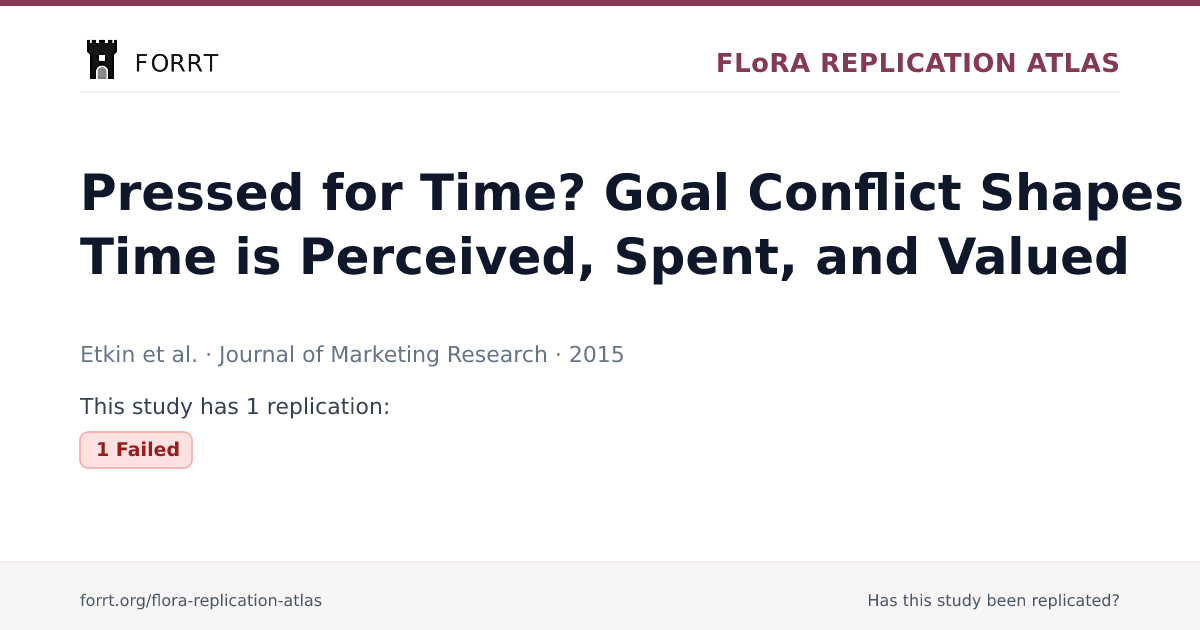 FORRT
FLoRA REPLICATION ATLAS
Pressed for Time? Goal Conflict Shapes
Time is Perceived, Spent, and Valued
Etkin et al. · Journal of Marketing Research · 2015
This study has 1 replication:
1 Failed
forrt.org/flora-replication-atlas
Has this study been replicated?